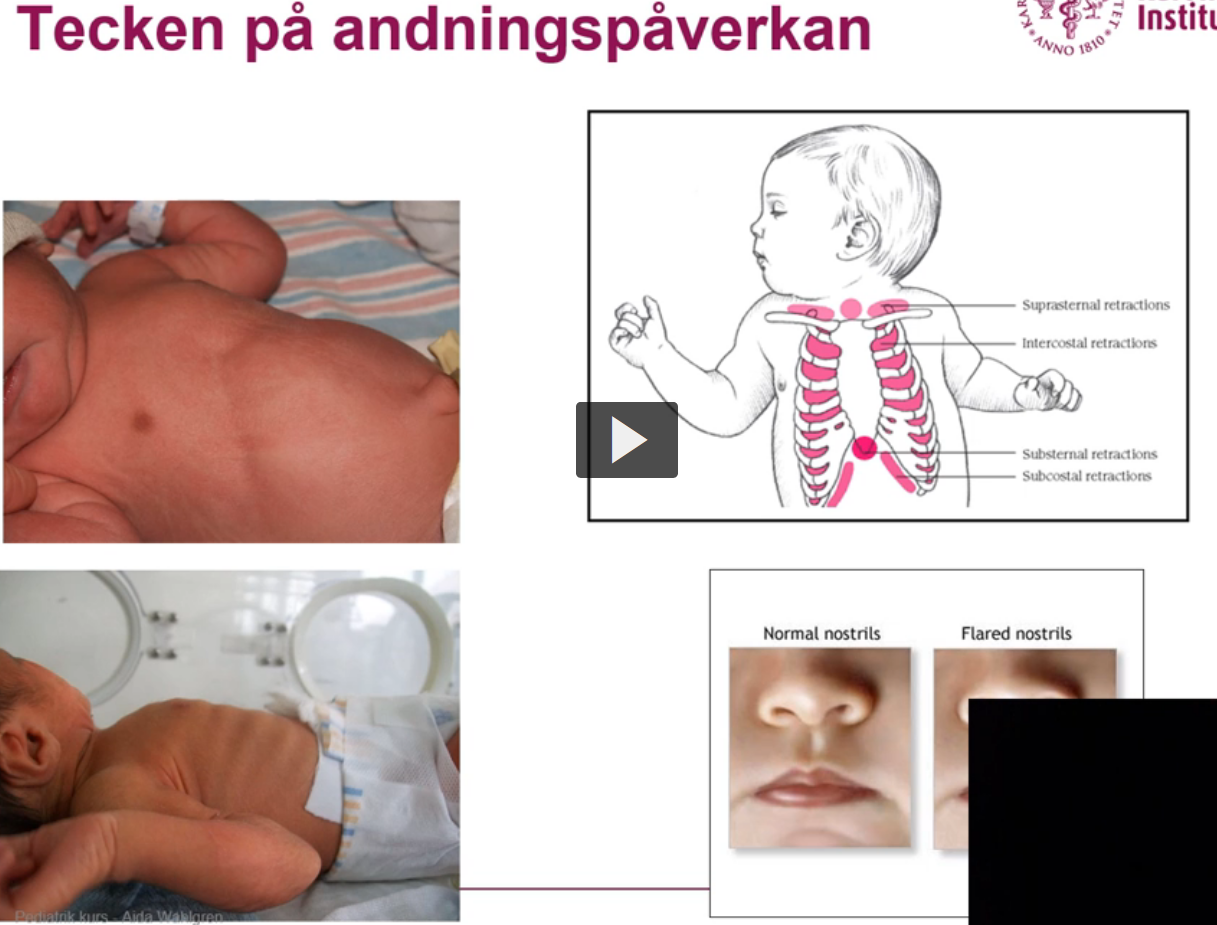 Tecken på andningspåverkan
Institu
ANNO 1810
Suprasternal retractions
Intercostal retractions
Substernal retractions
Subcostal retractions
Normal nostrils
Flared nostrils
Pediatrik kurs - Aida Wahlgren